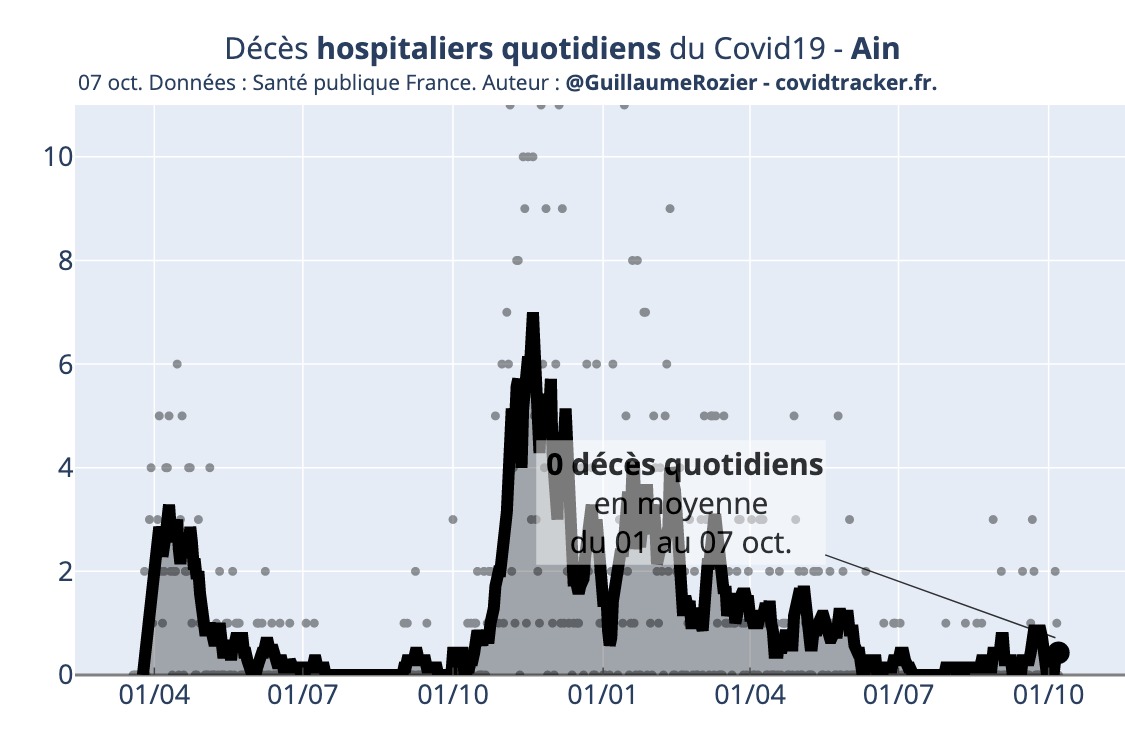 Décès hospitaliers quotidiens du Covid19 - Ain
07 oct. Données : Santé publique France. Auteur : @GuillaumeRozier - covidtracker.fr.
10
8
6
4
2
0
0 décès quotidiens
en moyenne
du 01 au 07 oct.
01/04 01/07 01/10 01/01 01/04 01/07 01/10